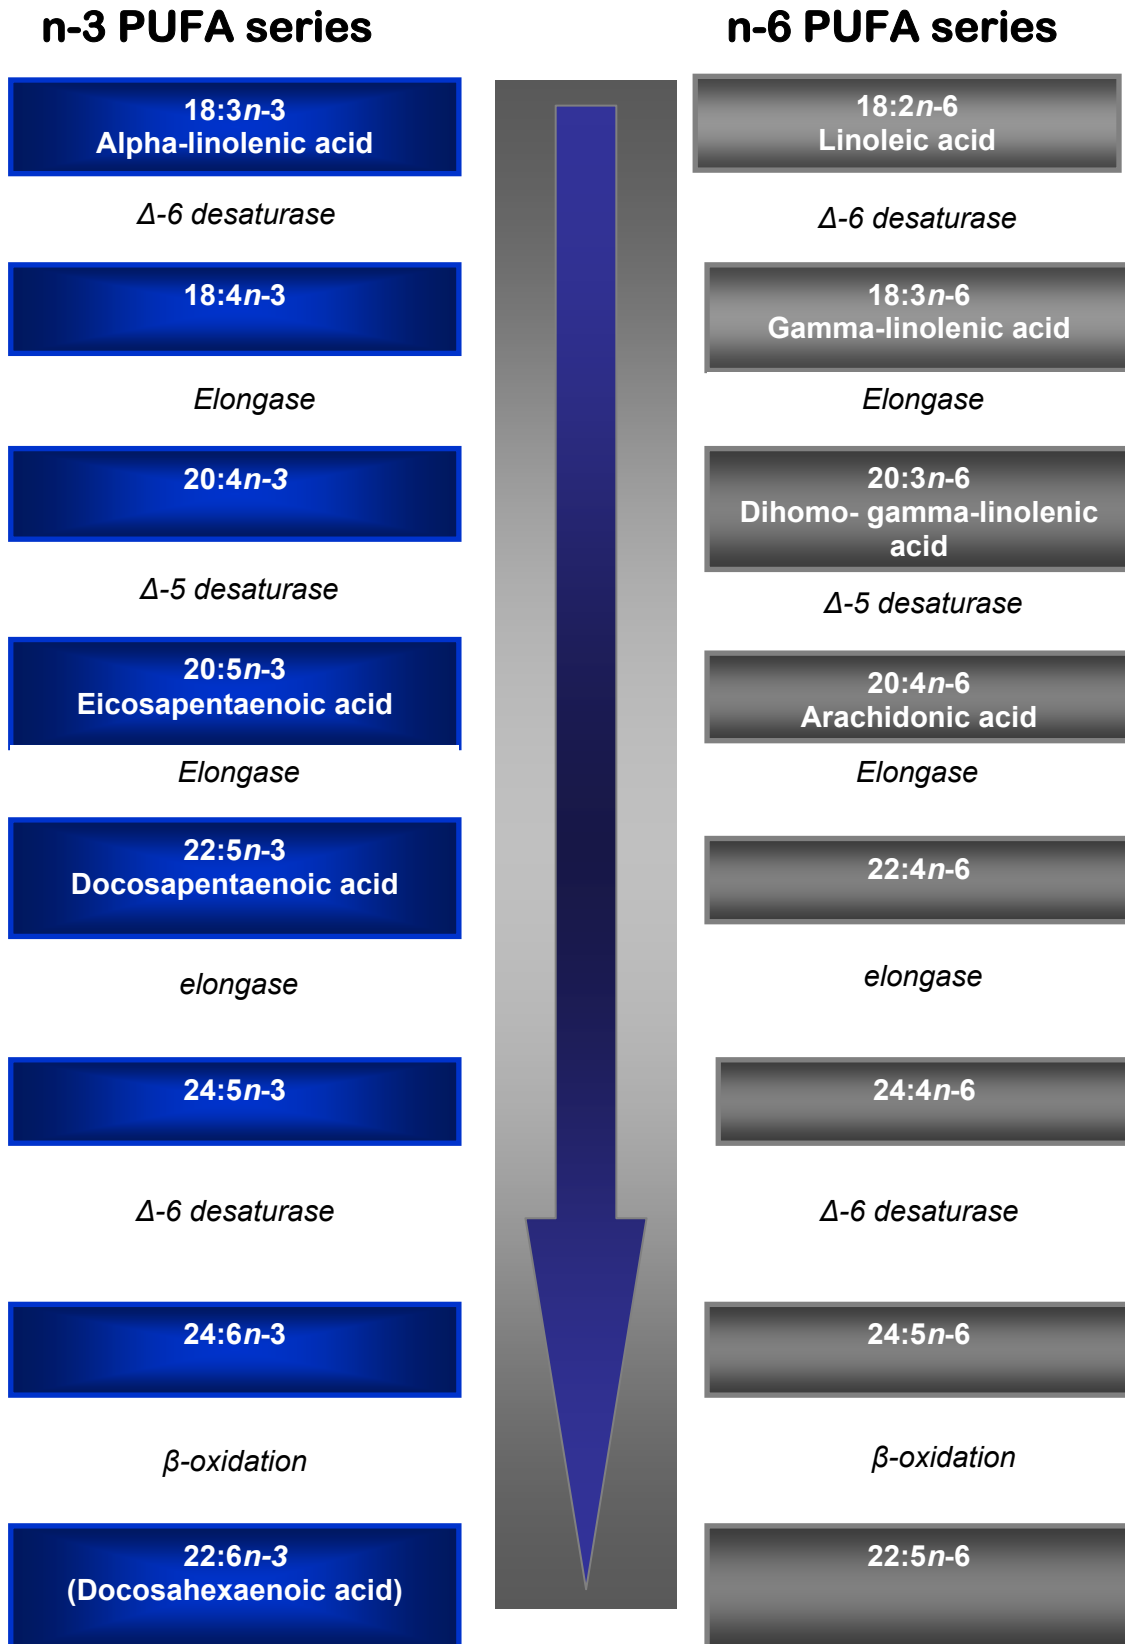 n-3 PUFA series
18:3n-3
Alpha-linolenic acid
Δ-6 desaturase
18:4n-3
Elongase
20:4n-3
Δ-5 desaturase
20:5n-3
Eicosapentaenoic acid
Elongase
22:5n-3
Docosapentaenoic acid
elongase
24:5n-3
Δ-6 desaturase
24:6n-3
β-oxidation
22:6n-3
(Docosahexaenoic acid)
n-6 PUFA series
18:2n-6
Linoleic acid
Δ-6 desaturase
18:3n-6
Gamma-linolenic acid
Elongase
20:3n-6
Dihomo- gamma-linolenic
acid
Δ-5 desaturase
20:4n-6
Arachidonic acid
Elongase
22:4n-6
elongase
24:4n-6
Δ-6 desaturase
24:5n-6
β-oxidation
22:5n-6